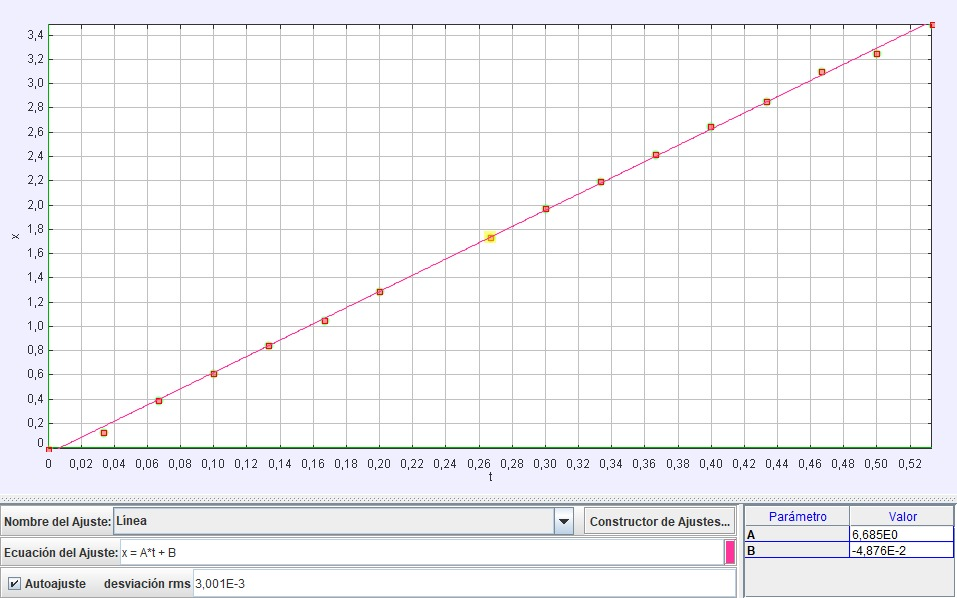 3,4
3,2
3,0
2,8
2,6
2,4
2,2
2,0
1,8
x
1,6
1,4
1,2
1,0
0,8
0,6
0,4
0,2
0
0 0,02 0,04 0,06 0,08 0,10 0,12 0,14 0,16 0,18 0,20 0,22 0,24 0,26 0,28 0,30 0,32 0,34 0,36 0,38 0,40 0,42 0,44 0,46 0,48 0,50 0,52
t
Nombre del Ajuste: Línea Constructor de Ajustes...
Ecuación del Ajuste: x = A*t + B
Autoajuste desviación rms 3,001E-3
Parámetro Valor
A 6,685E0
B -4,876E-2